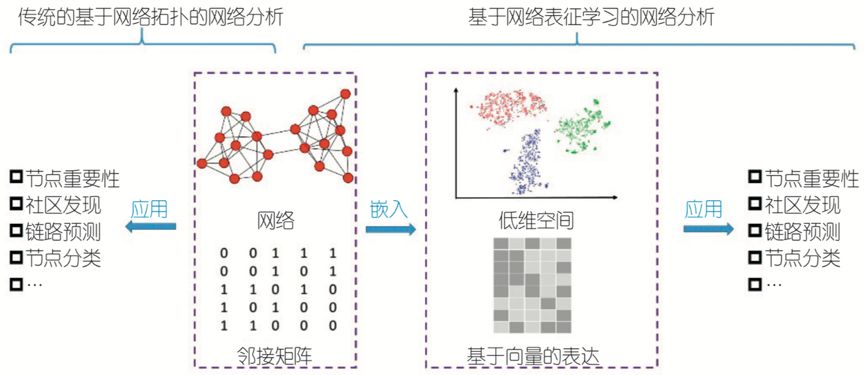 传统的基于网络拓扑的网络分析
基于网络表征学习的网络分析
节点重要性
社区发现
链路预测
节点分类
…
应用
网络
0 0 1 1 1
0 0 1 0 1
1 1 0 1 0
1 0 1 0 0
1 1 0 0 0
邻接矩阵
嵌入
低维空间
基于向量的表达
应用
节点重要性
社区发现
链路预测
节点分类
…